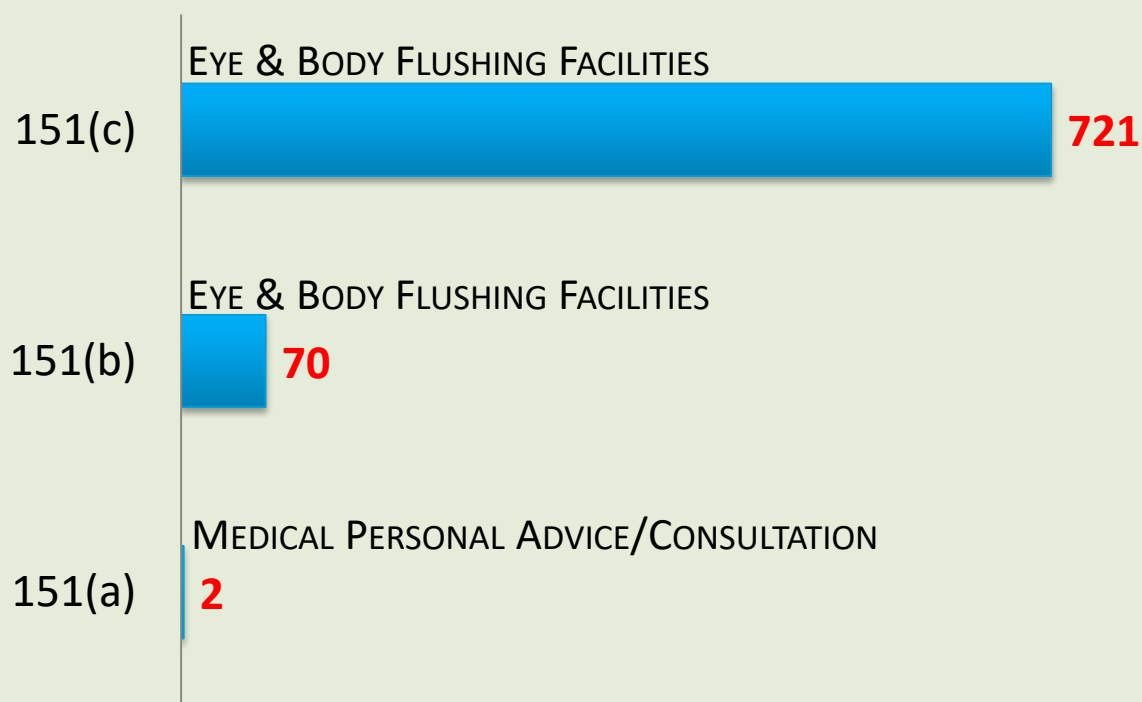 EYE & BODY FLUSHING FACILITIES
151(c) 721
EYE & BODY FLUSHING FACILITIES
151(b) 70
MEDICAL PERSONAL ADVICE/CONSULTATION
151(a) 2